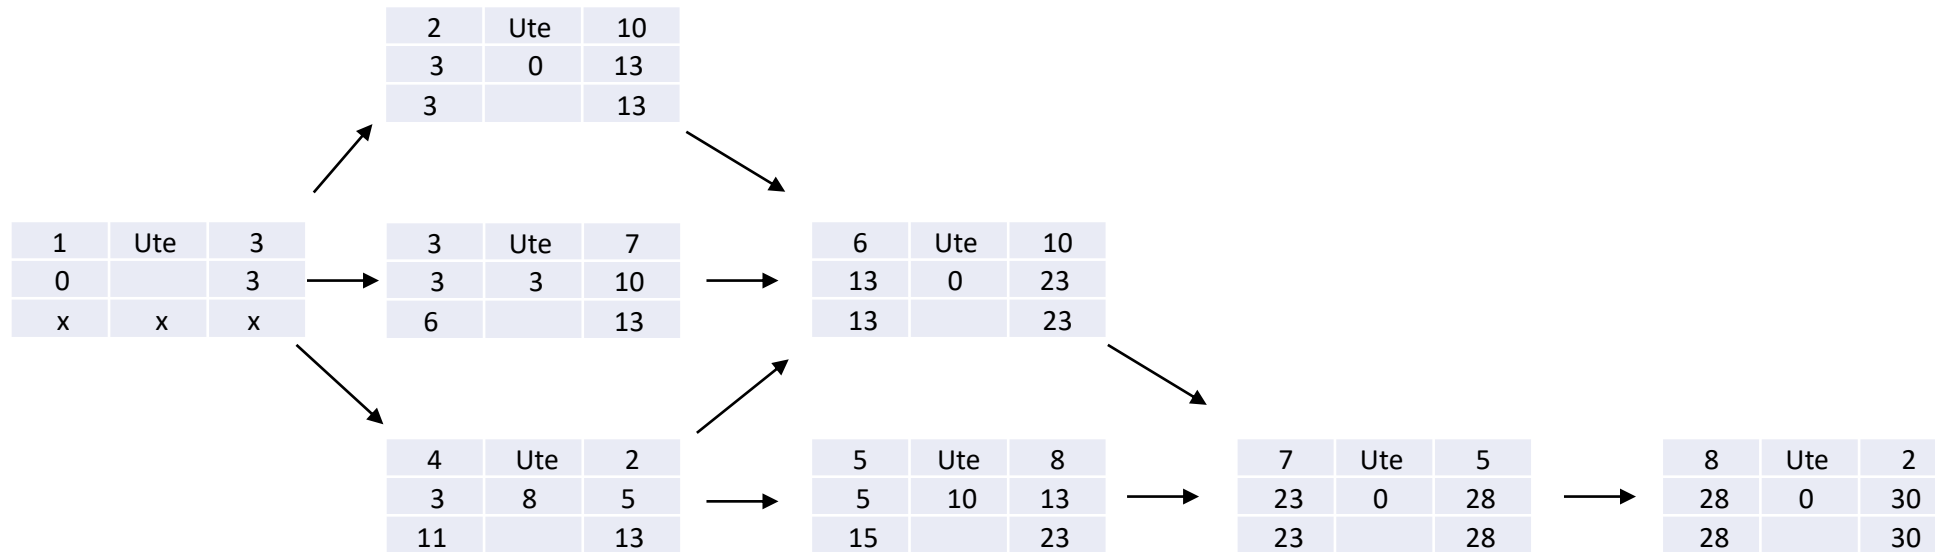 2 Ute 10
3 0 13
3 13
1 Ute 3
0 3
x x x
3 Ute 7
3 3 10
6 13
6 Ute 10
13 0 23
13 23
4 Ute 2
3 8 5
11 13
5 Ute 8
5 10 13
15 23
7 Ute 5
23 0 28
23 28
8 Ute 2
28 0 30
28 30